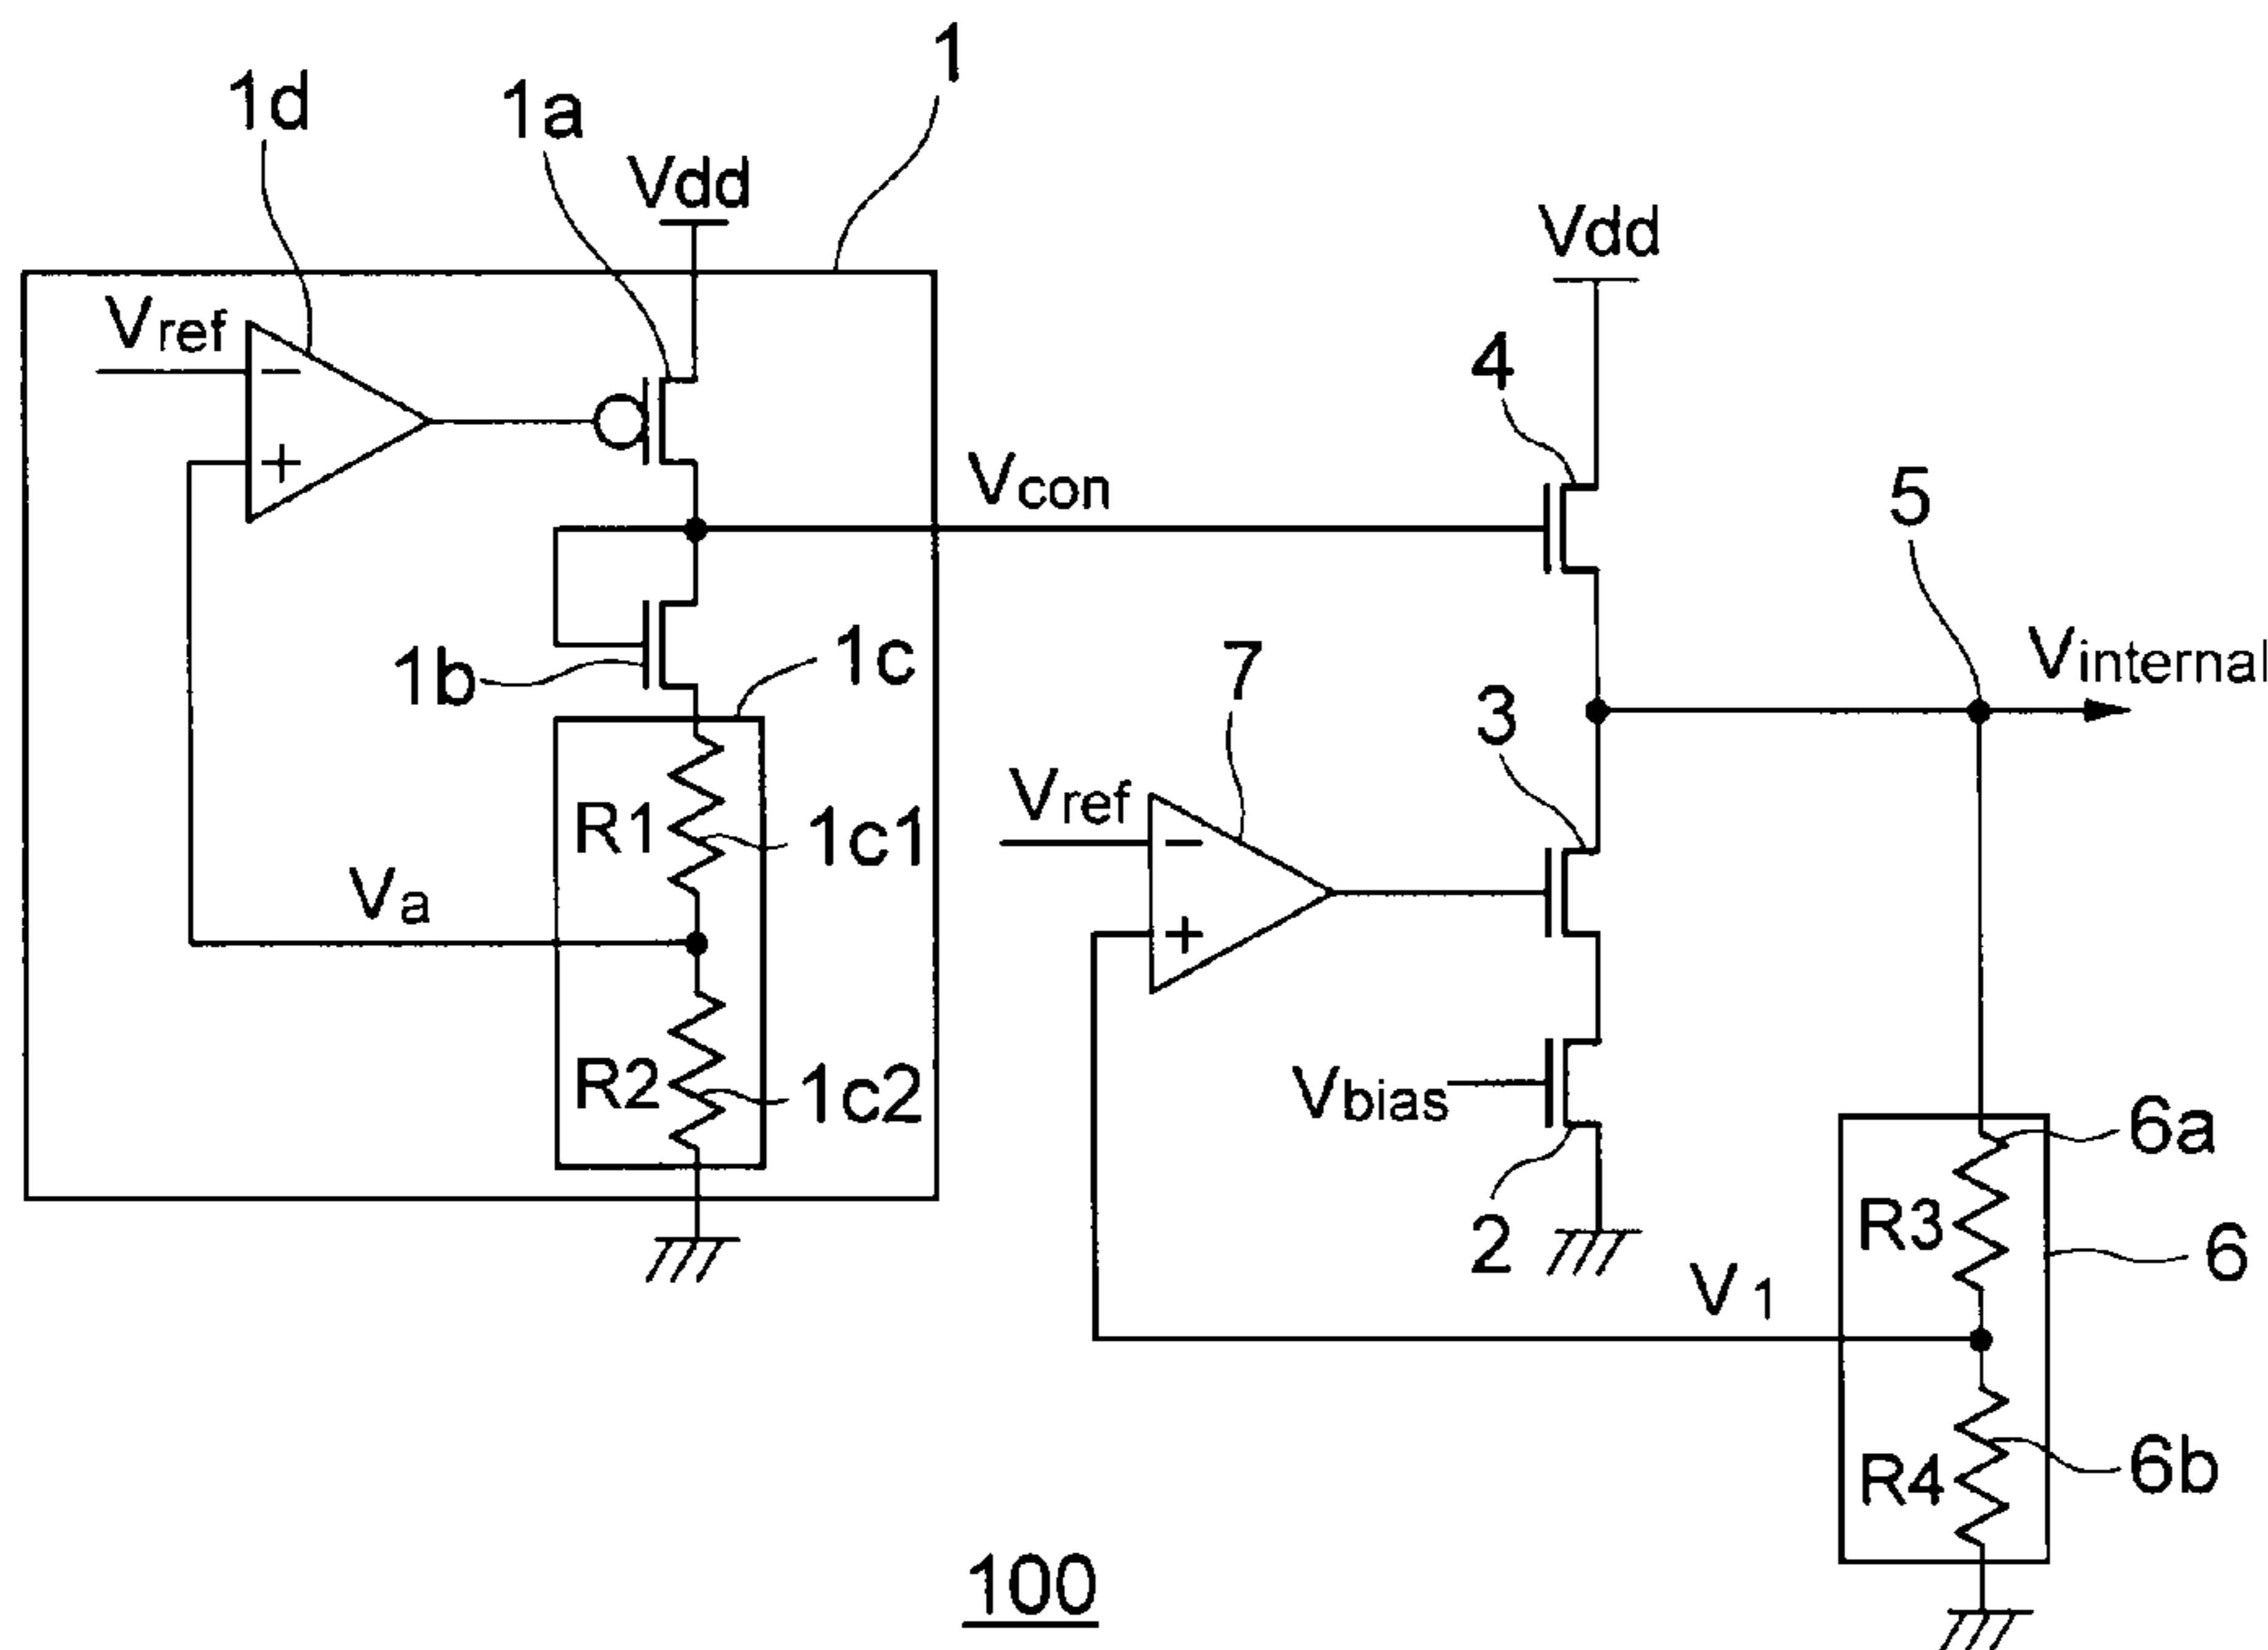 1
1d
1a
Vdd
Vdd
Vref
−
+
4
Vcon
5
Vinternal
1b
1c
7
3
R1
1c1
Vref
−
+
Va
R2
1c2
Vbias
6a
R3
6
2
V1
R4
6b
100